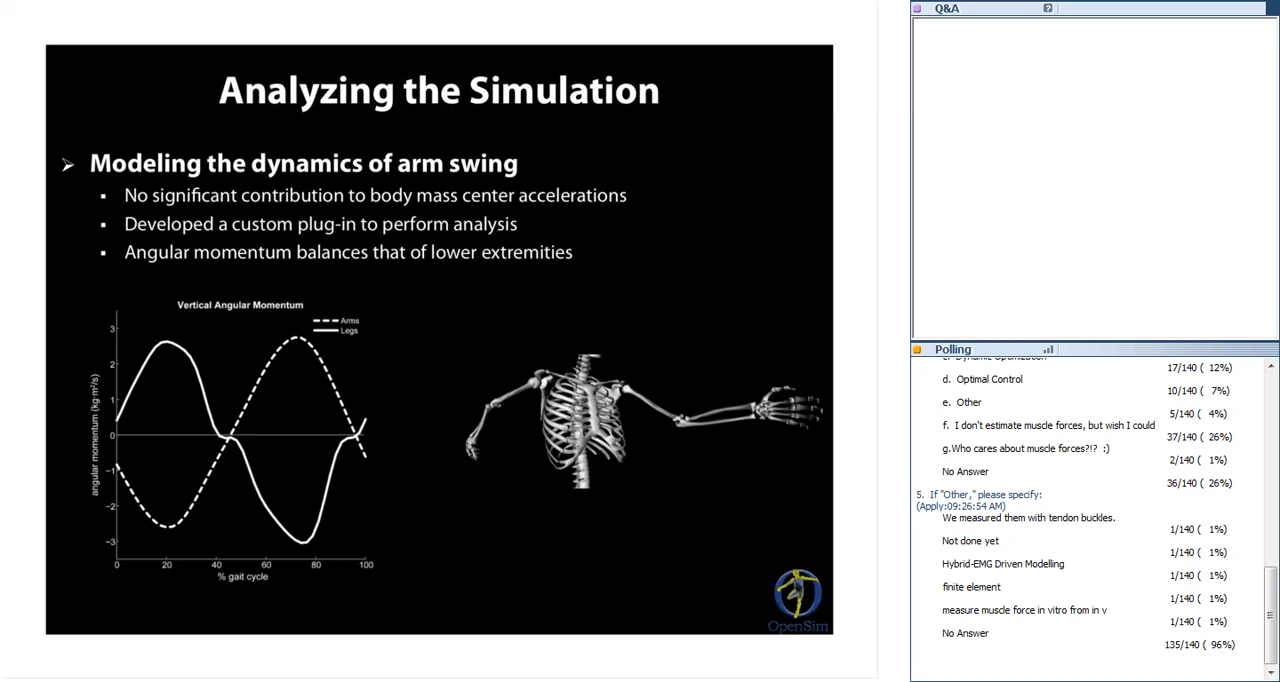 Analyzing the Simulation
Modeling the dynamics of arm swing
No significant contribution to body mass center accelerations
Developed a custom plug-in to perform analysis
Angular momentum balances that of lower extremities
Vertical Angular Momentum
Arms
Legs
angular momentum (kg·m²/s)
3
2
1
0
−1
−2
−3
0 20 40 60 80 100
% gait cycle
OpenSim
Q&A
Polling
17/140 ( 12%)
d. Optimal Control
10/140 ( 7%)
e. Other
5/140 ( 4%)
f. I don't estimate muscle forces, but wish I could
37/140 ( 26%)
g.Who cares about muscle forces?!? :)
2/140 ( 1%)
No Answer
36/140 ( 26%)
5. If "Other," please specify:
(Apply:09:26:54 AM)
We measured them with tendon buckles.
1/140 ( 1%)
Not done yet
1/140 ( 1%)
Hybrid-EMG Driven Modelling
1/140 ( 1%)
finite element
1/140 ( 1%)
measure muscle force in vitro from in v
1/140 ( 1%)
No Answer
135/140 ( 96%)